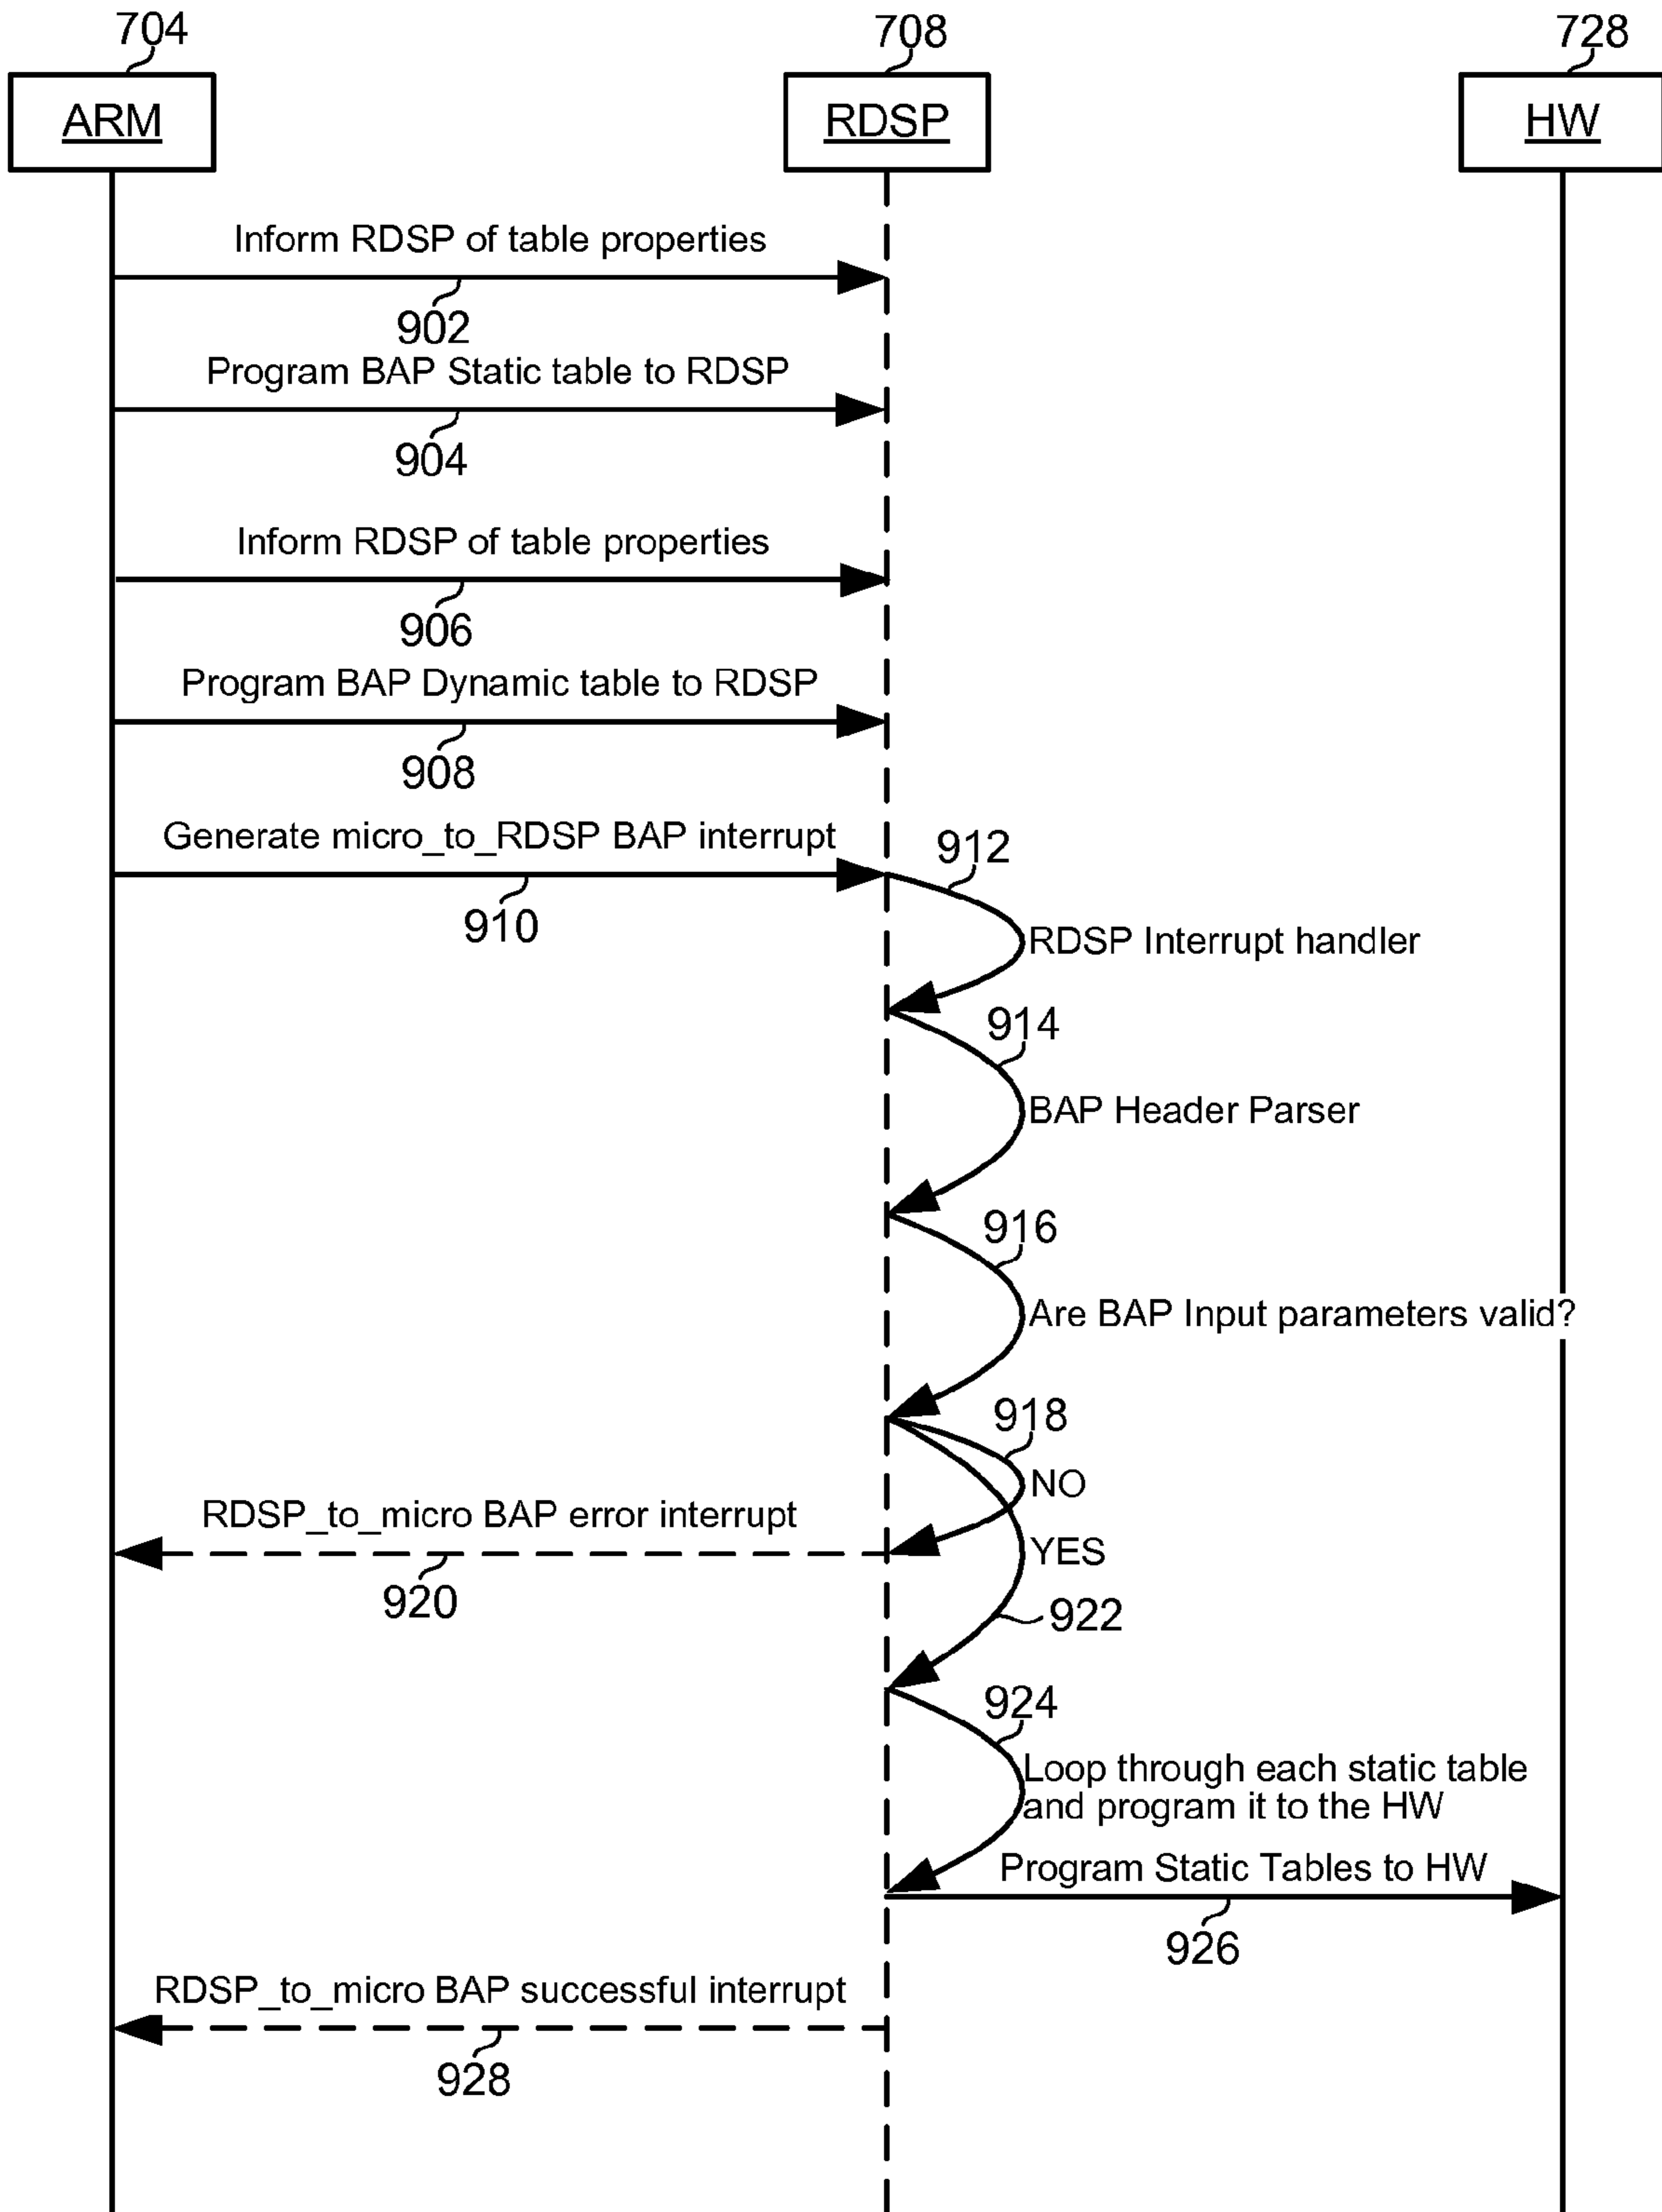 704
708
728
ARM
RDSP
HW
Inform RDSP of table properties
902
Program BAP Static table to RDSP
904
Inform RDSP of table properties
906
Program BAP Dynamic table to RDSP
908
Generate micro_to_RDSP BAP interrupt
910
912
RDSP Interrupt handler
914
BAP Header Parser
916
Are BAP Input parameters valid?
918
NO
RDSP_to_micro BAP error interrupt
920
YES
922
924
Loop through each static table
and program it to the HW
Program Static Tables to HW
926
RDSP_to_micro BAP successful interrupt
928